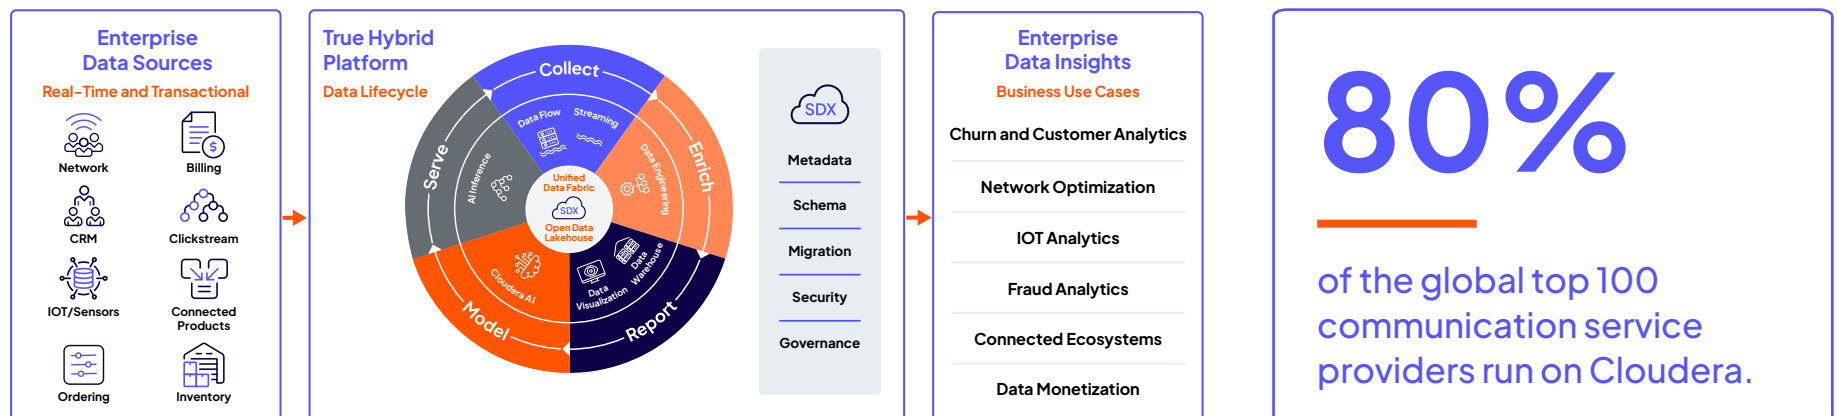 Enterprise
Data Sources
Real-Time and Transactional
Network
Billing
CRM
Clickstream
IOT/Sensors
Connected
Products
Ordering
Inventory
True Hybrid
Platform
Data Lifecycle
Collect
Data Flow
Streaming
Enrich
Data Engineering
Report
Data
Warehouse
Data
Visualization
Model
Cloudera AI
Serve
AI Inference
Unified
Data Fabric
SDX
Open Data
Lakehouse
SDX
Metadata
Schema
Migration
Security
Governance
Enterprise
Data Insights
Business Use Cases
Churn and Customer Analytics
Network Optimization
IOT Analytics
Fraud Analytics
Connected Ecosystems
Data Monetization
80%
of the global top 100
communication service
providers run on Cloudera.